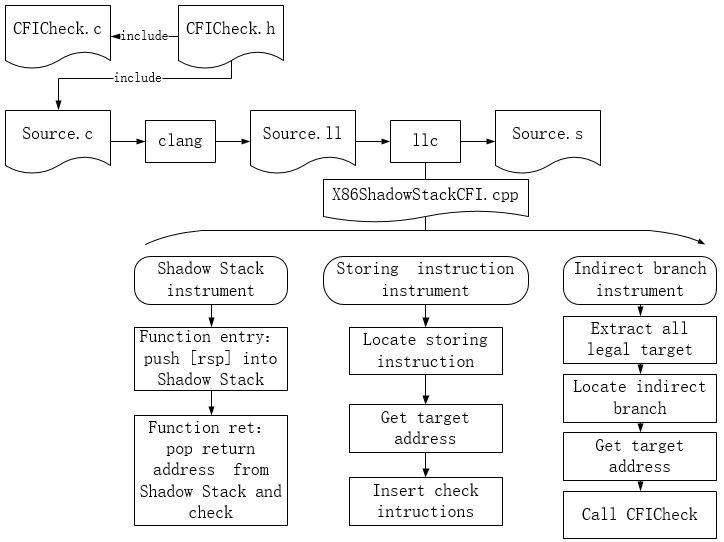 CFICheck.c
include
CFICheck.h
include
Source.c
clang
Source.ll
llc
Source.s
X86ShadowStackCFI.cpp
Shadow Stack
instrument
Function entry:
push [rsp] into
Shadow Stack
Function ret:
pop return
address from
Shadow Stack and
check
Storing instruction
instrument
Locate storing
instruction
Get target
address
Insert check
intructions
Indirect branch
instrument
Extract all
legal target
Locate indirect
branch
Get target
address
Call CFICheck